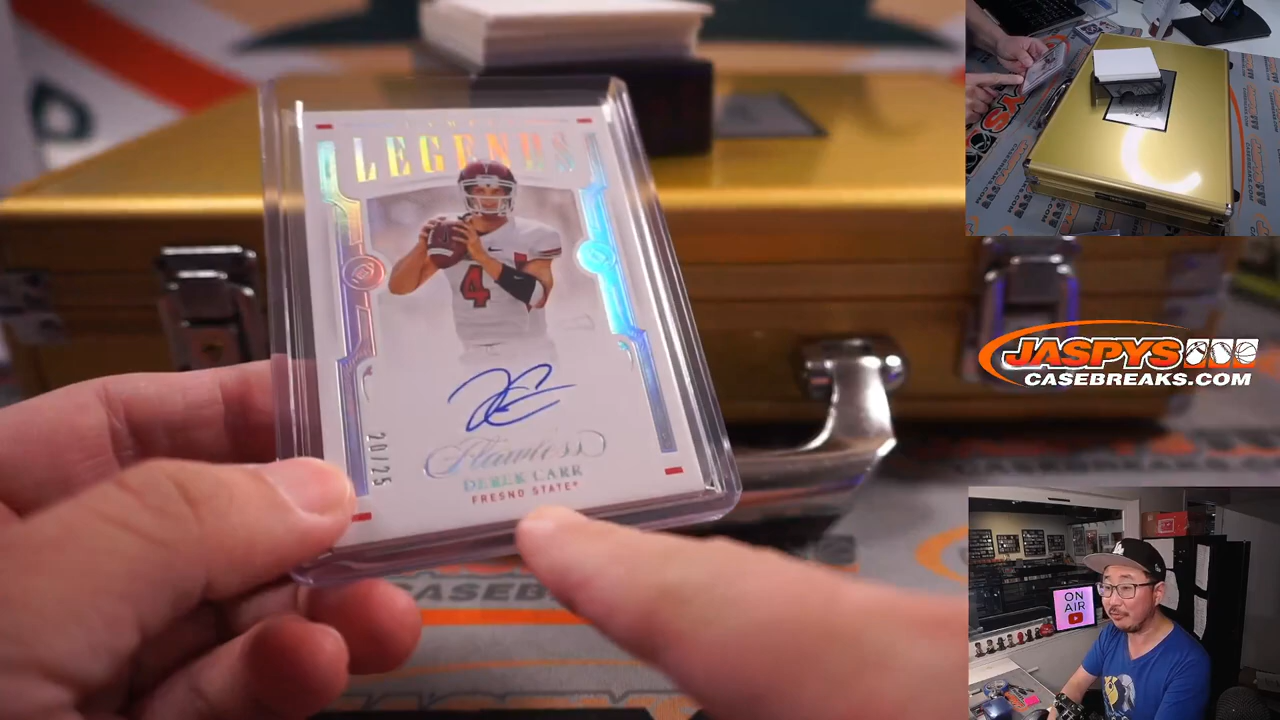 LEGENDS
4
20/25
Flawless
DEREK CARR
FRESNO STATE
JASPYS
CASEBREAKS.COM
ON
AIR